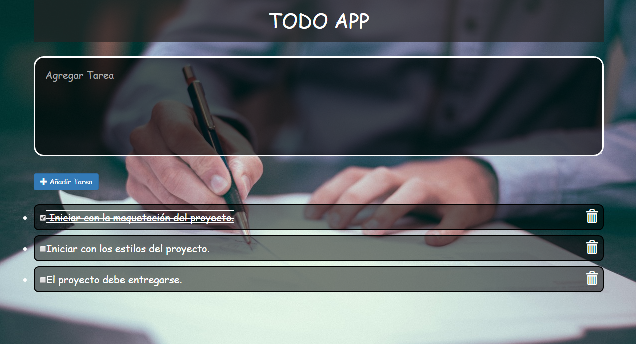 TODO APP
Agregar Tarea
Añadir Tarea
Iniciar con la maquetación del proyecto.
Iniciar con los estilos del proyecto.
El proyecto debe entregarse.